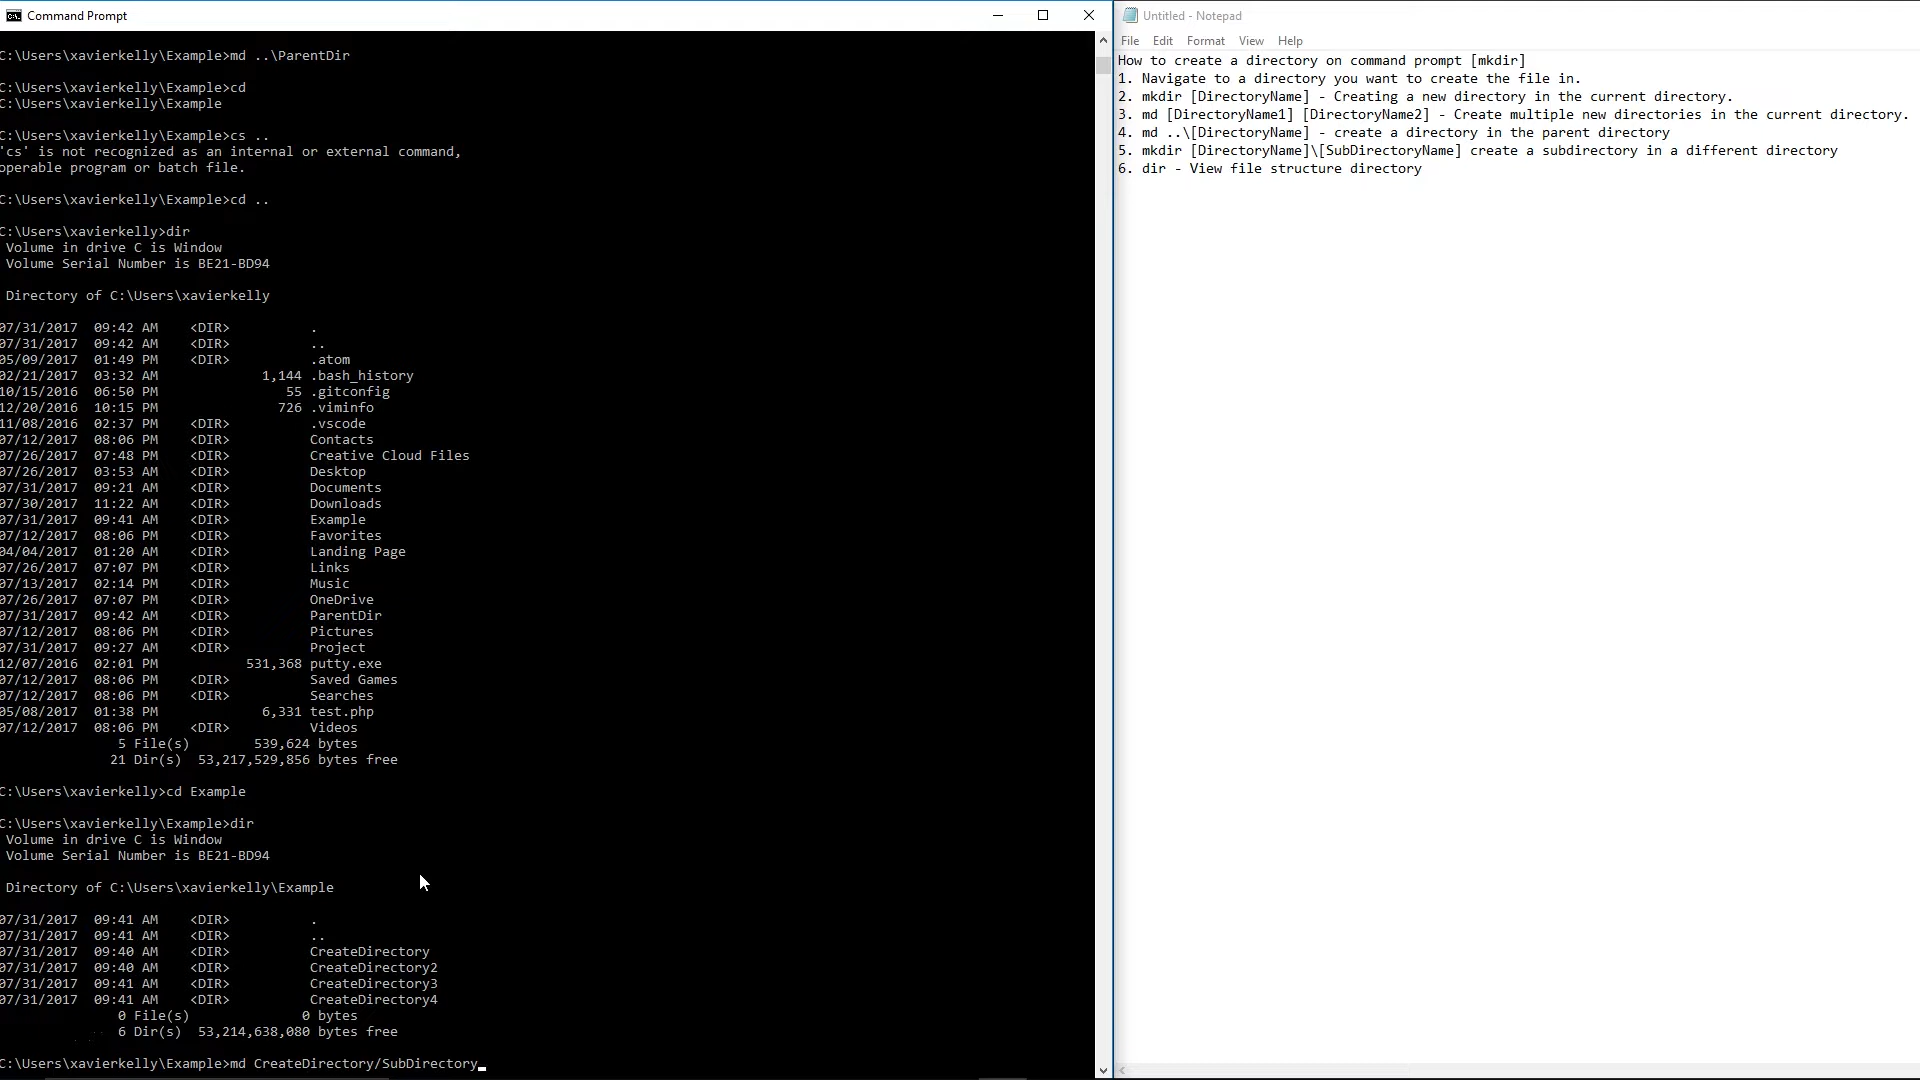 Command Prompt
C:\Users\xavierkelly\Example>md ..\ParentDir
C:\Users\xavierkelly\Example>cd
C:\Users\xavierkelly\Example
C:\Users\xavierkelly\Example>cs ..
'cs' is not recognized as an internal or external command,
operable program or batch file.
C:\Users\xavierkelly\Example>cd ..
C:\Users\xavierkelly>dir
Volume in drive C is Window
Volume Serial Number is BE21-BD94
Directory of C:\Users\xavierkelly
07/31/2017  09:42 AM    <DIR>          .
07/31/2017  09:42 AM    <DIR>          ..
05/09/2017  01:49 PM    <DIR>          .atom
02/21/2017  03:32 AM             1,144 .bash_history
10/15/2016  06:50 PM                55 .gitconfig
12/20/2016  10:15 PM               726 .viminfo
11/08/2016  02:37 PM    <DIR>          .vscode
07/12/2017  08:06 PM    <DIR>          Contacts
07/26/2017  07:48 PM    <DIR>          Creative Cloud Files
07/26/2017  03:53 AM    <DIR>          Desktop
07/31/2017  09:21 AM    <DIR>          Documents
07/30/2017  11:22 AM    <DIR>          Downloads
07/31/2017  09:41 AM    <DIR>          Example
07/12/2017  08:06 PM    <DIR>          Favorites
04/04/2017  01:20 AM    <DIR>          Landing Page
07/26/2017  07:07 PM    <DIR>          Links
07/13/2017  02:14 PM    <DIR>          Music
07/26/2017  07:07 PM    <DIR>          OneDrive
07/31/2017  09:42 AM    <DIR>          ParentDir
07/12/2017  08:06 PM    <DIR>          Pictures
07/31/2017  09:27 AM    <DIR>          Project
12/07/2016  02:01 PM           531,368 putty.exe
07/12/2017  08:06 PM    <DIR>          Saved Games
07/12/2017  08:06 PM    <DIR>          Searches
05/08/2017  01:38 PM             6,331 test.php
07/12/2017  08:06 PM    <DIR>          Videos
5 File(s)        539,624 bytes
21 Dir(s)  53,217,529,856 bytes free
C:\Users\xavierkelly>cd Example
C:\Users\xavierkelly\Example>dir
Volume in drive C is Window
Volume Serial Number is BE21-BD94
Directory of C:\Users\xavierkelly\Example
07/31/2017  09:41 AM    <DIR>          .
07/31/2017  09:41 AM    <DIR>          ..
07/31/2017  09:40 AM    <DIR>          CreateDirectory
07/31/2017  09:40 AM    <DIR>          CreateDirectory2
07/31/2017  09:41 AM    <DIR>          CreateDirectory3
07/31/2017  09:41 AM    <DIR>          CreateDirectory4
0 File(s)              0 bytes
6 Dir(s)  53,214,638,080 bytes free
C:\Users\xavierkelly\Example>md CreateDirectory/SubDirectory_
Untitled - Notepad
File Edit Format View Help
How to create a directory on command prompt [mkdir]
1. Navigate to a directory you want to create the file in.
2. mkdir [DirectoryName] - Creating a new directory in the current directory.
3. md [DirectoryName1] [DirectoryName2] - Create multiple new directories in the current directory.
4. md ..\[DirectoryName] - create a directory in the parent directory
5. mkdir [DirectoryName]\[SubDirectoryName] create a subdirectory in a different directory
6. dir - View file structure directory